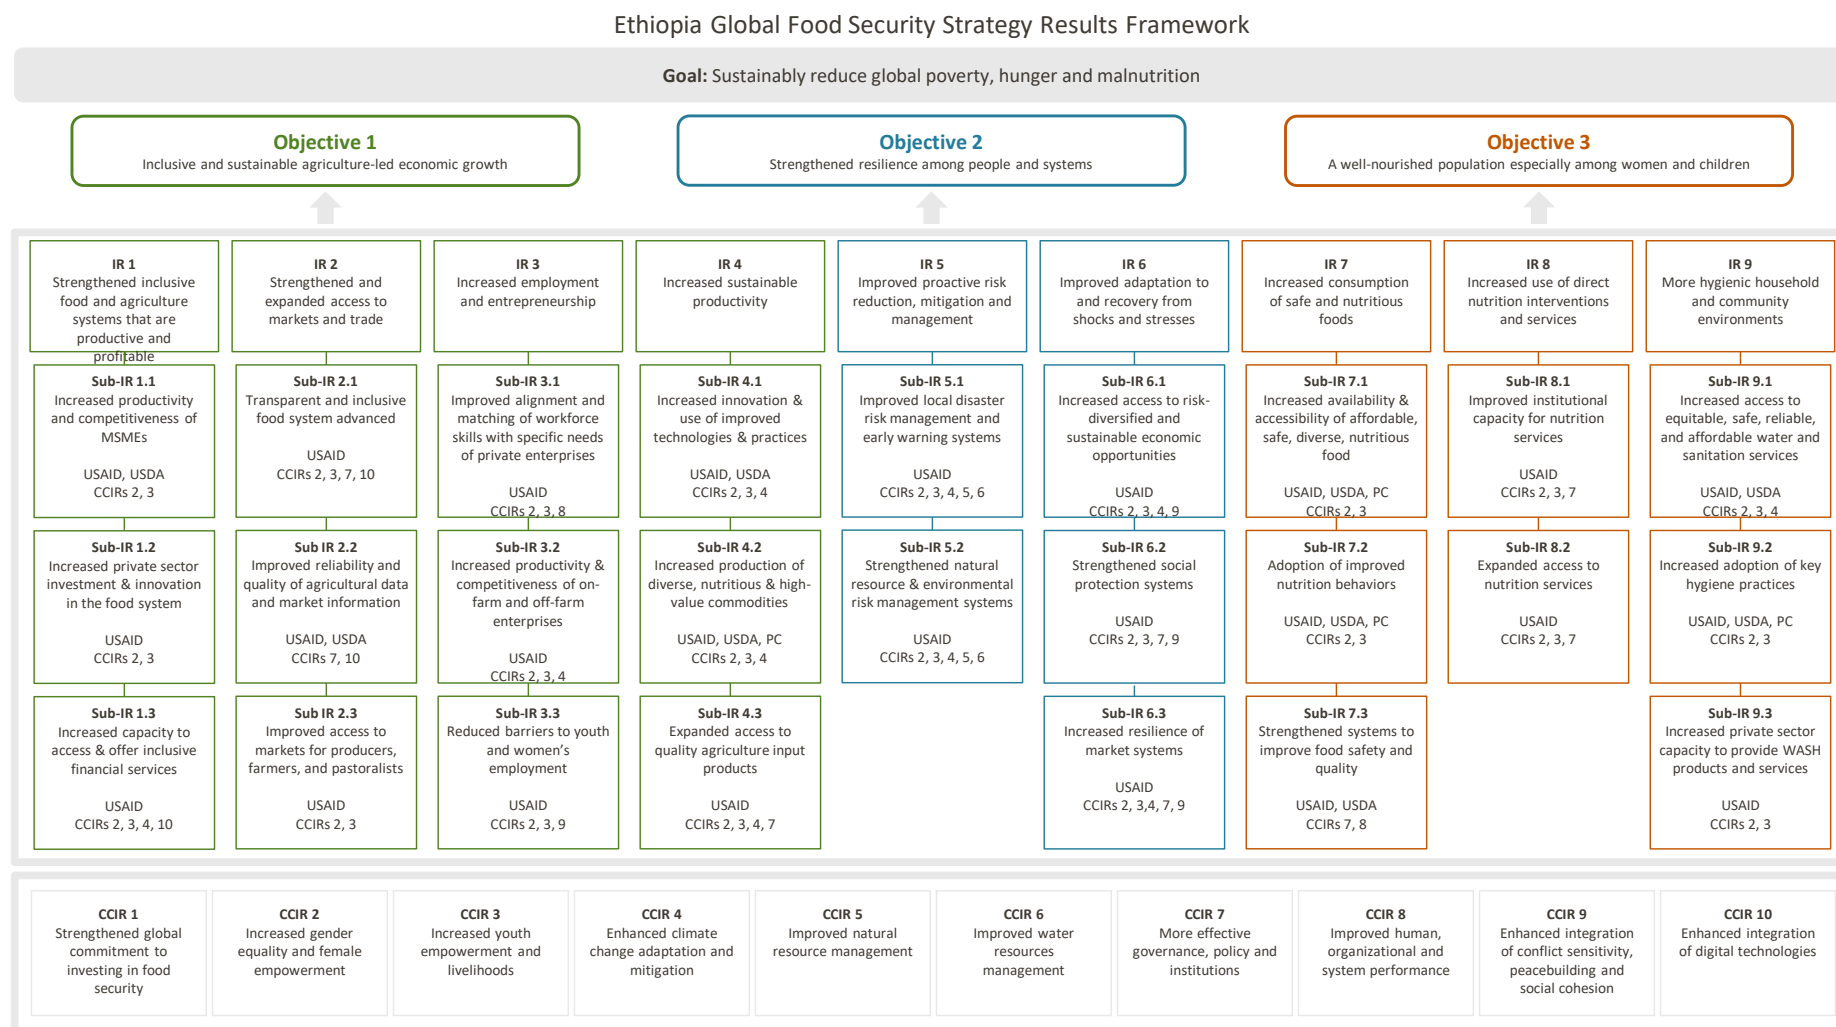 Ethiopia Global Food Security Strategy Results Framework
Goal: Sustainably reduce global poverty, hunger and malnutrition
Objective 1
Inclusive and sustainable agriculture-led economic growth
Objective 2
Strengthened resilience among people and systems
Objective 3
A well-nourished population especially among women and children
IR 1
Strengthened inclusive
food and agriculture
systems that are
productive and
profitable
IR 2
Strengthened and
expanded access to
markets and trade
IR 3
Increased employment
and entrepreneurship
IR 4
Increased sustainable
productivity
IR 5
Improved proactive risk
reduction, mitigation and
management
IR 6
Improved adaptation to
and recovery from
shocks and stresses
IR 7
Increased consumption
of safe and nutritious
foods
IR 8
Increased use of direct
nutrition interventions
and services
IR 9
More hygienic household
and community
environments
Sub-IR 1.1
Increased productivity
and competitiveness of
MSMEs
USAID, USDA
CCIRs 2, 3
Sub-IR 2.1
Transparent and inclusive
food system advanced
USAID
CCIRs 2, 3, 7, 10
Sub-IR 3.1
Improved alignment and
matching of workforce
skills with specific needs
of private enterprises
USAID
CCIRs 2, 3, 8
Sub-IR 4.1
Increased innovation &
use of improved
technologies & practices
USAID, USDA
CCIRs 2, 3, 4
Sub-IR 5.1
Improved local disaster
risk management and
early warning systems
USAID
CCIRs 2, 3, 4, 5, 6
Sub-IR 6.1
Increased access to risk-
diversified and
sustainable economic
opportunities
USAID
CCIRs 2, 3, 4, 9
Sub-IR 7.1
Increased availability &
accessibility of affordable,
safe, diverse, nutritious
food
USAID, USDA, PC
CCIRs 2, 3
Sub-IR 8.1
Improved institutional
capacity for nutrition
services
USAID
CCIRs 2, 3, 7
Sub-IR 9.1
Increased access to
equitable, safe, reliable,
and affordable water and
sanitation services
USAID, USDA
CCIRs 2, 3, 4
Sub-IR 1.2
Increased private sector
investment & innovation
in the food system
USAID
CCIRs 2, 3
Sub IR 2.2
Improved reliability and
quality of agricultural data
and market information
USAID, USDA
CCIRs 7, 10
Sub-IR 3.2
Increased productivity &
competitiveness of on-
farm and off-farm
enterprises
USAID
CCIRs 2, 3, 4
Sub-IR 4.2
Increased production of
diverse, nutritious & high-
value commodities
USAID, USDA, PC
CCIRs 2, 3, 4
Sub-IR 5.2
Strengthened natural
resource & environmental
risk management systems
USAID
CCIRs 2, 3, 4, 5, 6
Sub-IR 6.2
Strengthened social
protection systems
USAID
CCIRs 2, 3, 7, 9
Sub-IR 7.2
Adoption of improved
nutrition behaviors
USAID, USDA, PC
CCIRs 2, 3
Sub-IR 8.2
Expanded access to
nutrition services
USAID
CCIRs 2, 3, 7
Sub-IR 9.2
Increased adoption of key
hygiene practices
USAID, USDA, PC
CCIRs 2, 3
Sub-IR 1.3
Increased capacity to
access & offer inclusive
financial services
USAID
CCIRs 2, 3, 4, 10
Sub IR 2.3
Improved access to
markets for producers,
farmers, and pastoralists
USAID
CCIRs 2, 3
Sub-IR 3.3
Reduced barriers to youth
and women's
employment
USAID
CCIRs 2, 3, 9
Sub-IR 4.3
Expanded access to
quality agriculture input
products
USAID
CCIRs 2, 3, 4, 7
Sub-IR 6.3
Increased resilience of
market systems
USAID
CCIRs 2, 3,4, 7, 9
Sub-IR 7.3
Strengthened systems to
improve food safety and
quality
USAID, USDA
CCIRs 7, 8
Sub-IR 9.3
Increased private sector
capacity to provide WASH
products and services
USAID
CCIRs 2, 3
CCIR 1
Strengthened global
commitment to
investing in food
security
CCIR 2
Increased gender
equality and female
empowerment
CCIR 3
Increased youth
empowerment and
livelihoods
CCIR 4
Enhanced climate
change adaptation and
mitigation
CCIR 5
Improved natural
resource management
CCIR 6
Improved water
resources
management
CCIR 7
More effective
governance, policy and
institutions
CCIR 8
Improved human,
organizational and
system performance
CCIR 9
Enhanced integration
of conflict sensitivity,
peacebuilding and
social cohesion
CCIR 10
Enhanced integration
of digital technologies